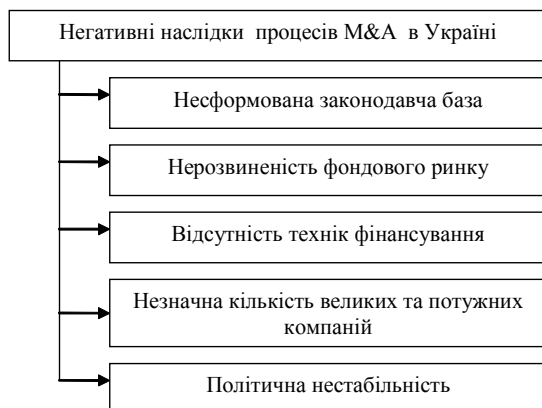 Негативні наслідки процесів M&A в Україні
Несформована законодавча база
Нерозвиненість фондового ринку
Відсутність технік фінансування
Незначна кількість великих та потужних
компаній
Політична нестабільність